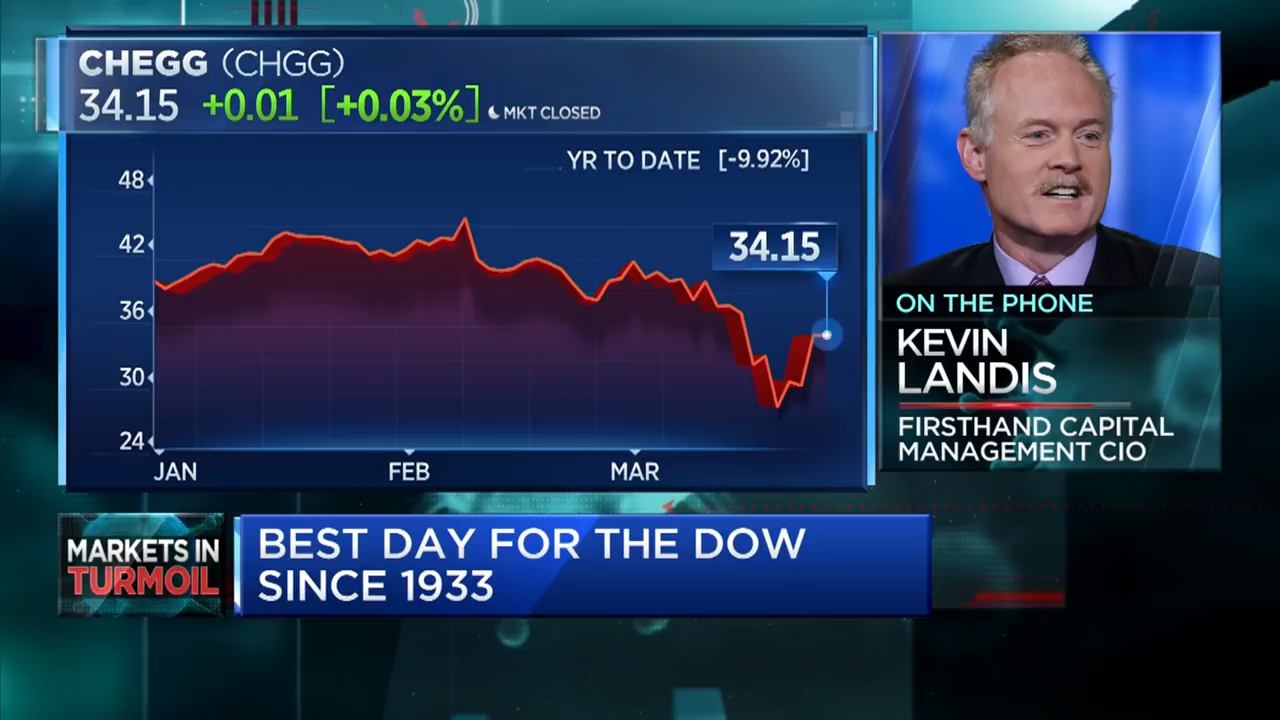 CHEGG (CHGG)
34.15 +0.01 [+0.03%] MKT CLOSED
YR TO DATE [-9.92%]
48
42
36
30
24
34.15
JAN FEB MAR
ON THE PHONE
KEVIN
LANDIS
FIRSTHAND CAPITAL
MANAGEMENT CIO
MARKETS IN
TURMOIL
BEST DAY FOR THE DOW
SINCE 1933